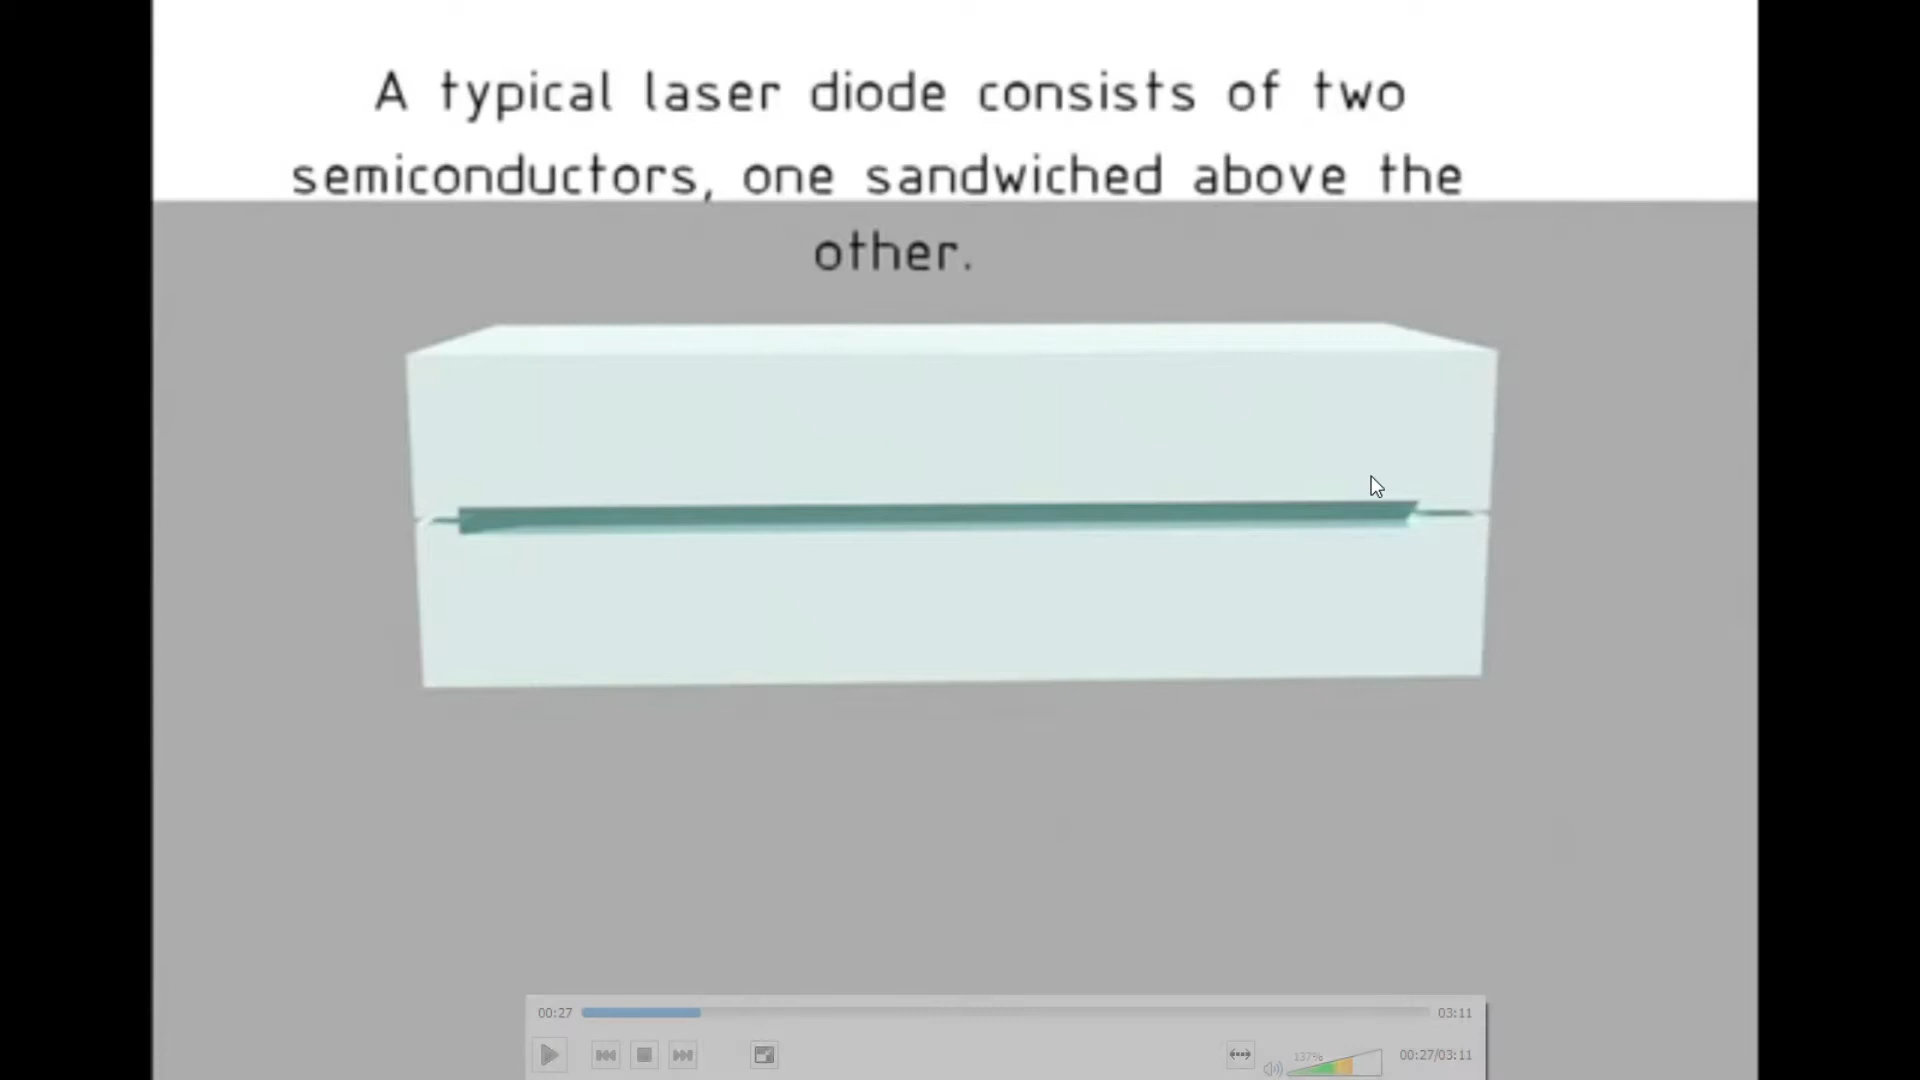 A typical laser diode consists of two
semiconductors, one sandwiched above the
other.
00:27
03:11
137%
00:27/03:11